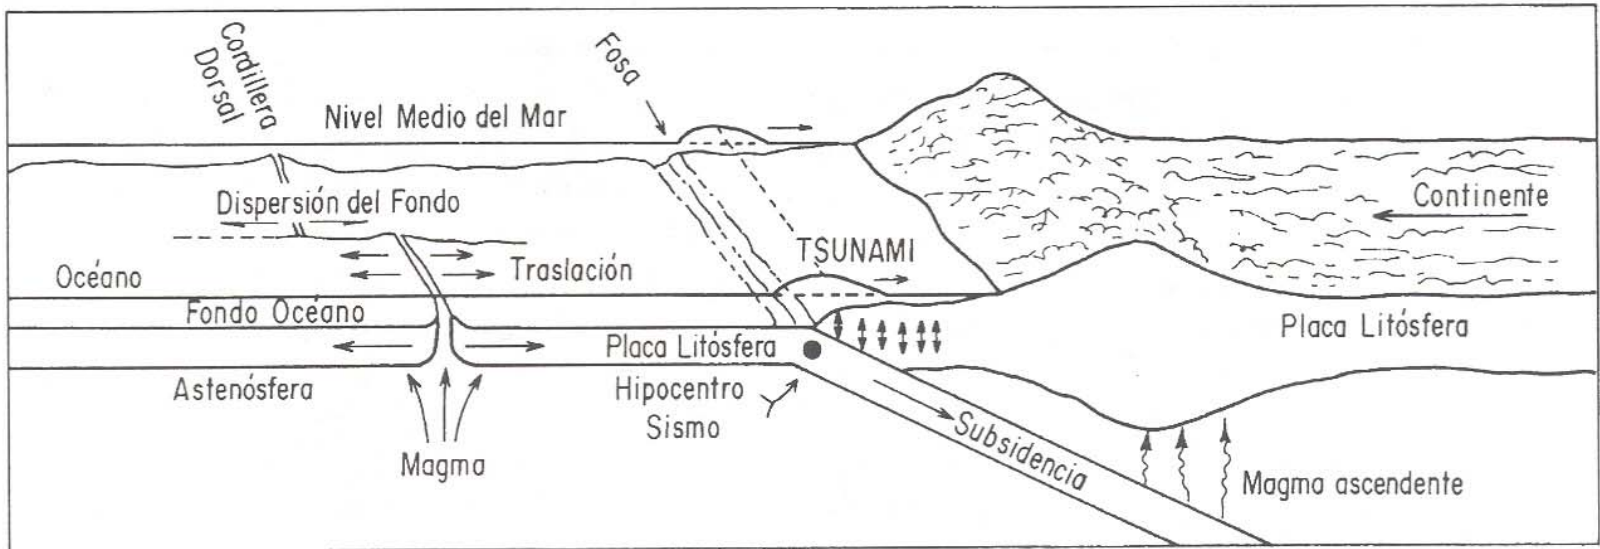 Cordillera
Dorsal
Fosa
Nivel Medio del Mar
Dispersión del Fondo
Continente
TSUNAMI
Océano
Traslación
Fondo Océano
Placa Litósfera
Placa Litósfera
Astenósfera
Hipocentro
Sismo
Magma
Subsidencia
Magma ascendente